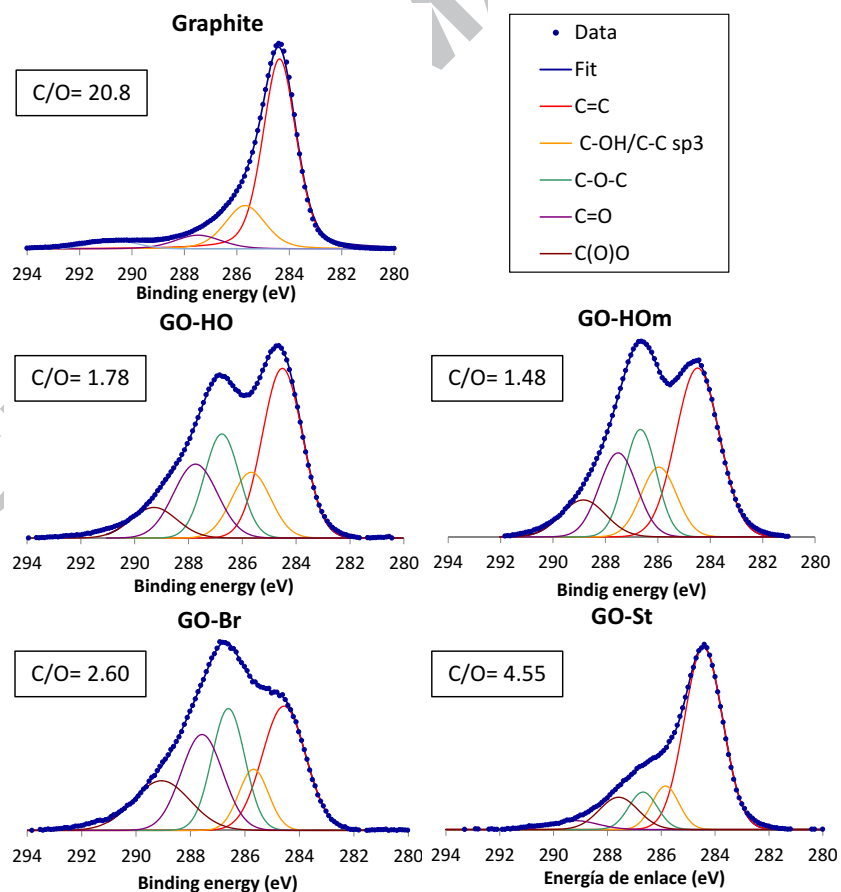 Graphite
C/O= 20.8
294 292 290 288 286 284 282 280
Binding energy (eV)
Data
Fit
C=C
C-OH/C-C sp3
C-O-C
C=O
C(O)O
GO-HO
C/O= 1.78
294 292 290 288 286 284 282 280
Binding energy (eV)
GO-HOm
C/O= 1.48
294 292 290 288 286 284 282 280
Bindig energy (eV)
GO-Br
C/O= 2.60
294 292 290 288 286 284 282 280
Binding energy (eV)
GO-St
C/O= 4.55
294 292 290 288 286 284 282 280
Energía de enlace (eV)